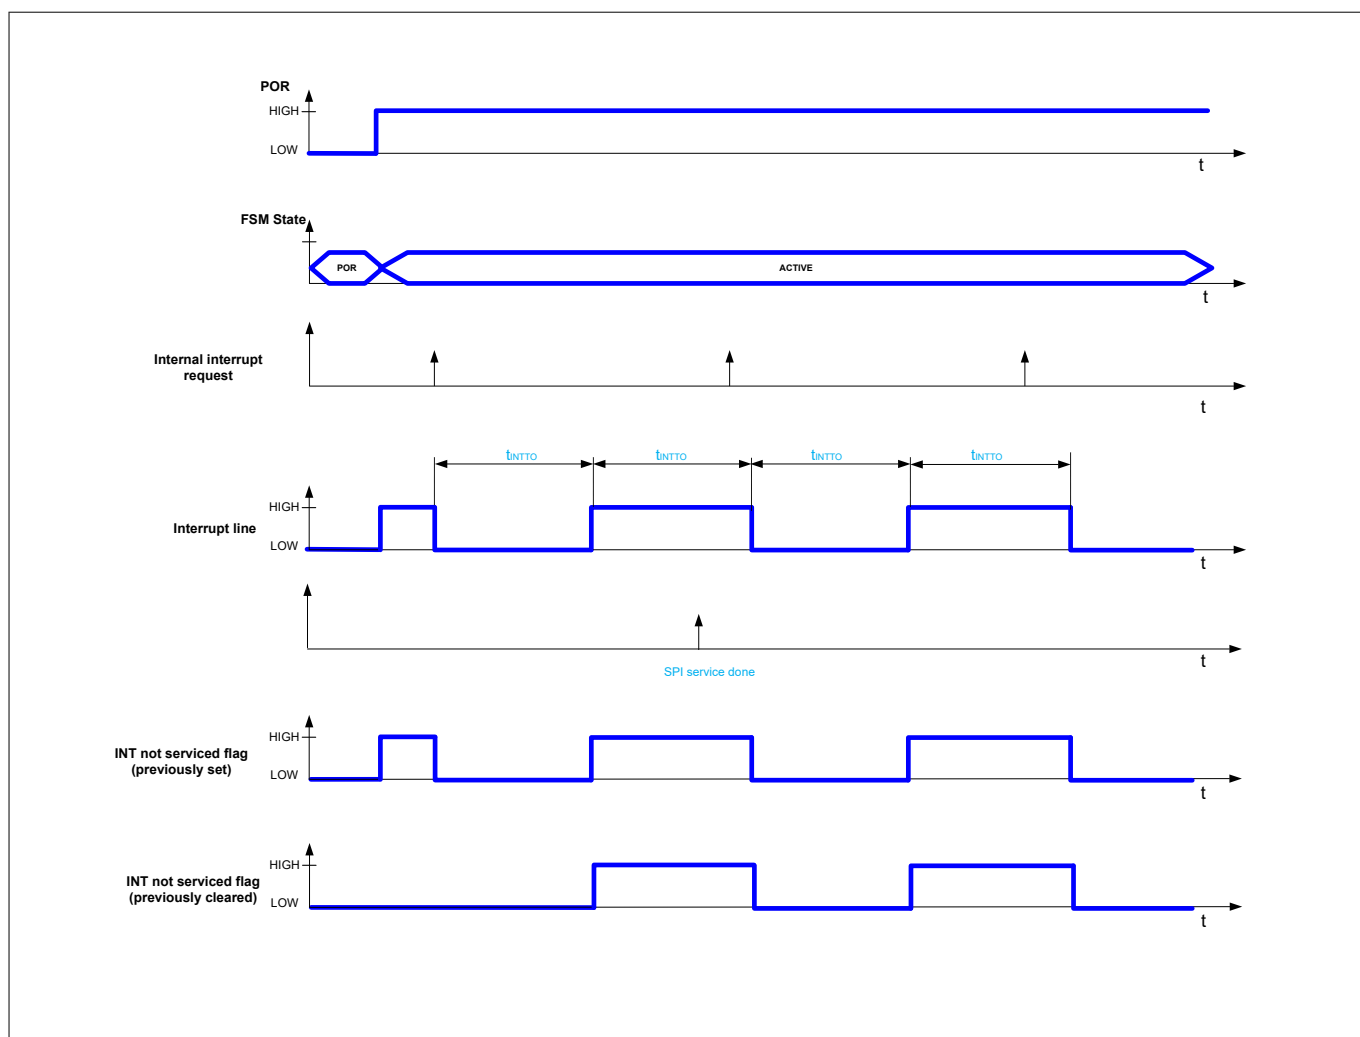 POR
HIGH
LOW
t
FSM State
POR
ACTIVE
t
Internal interrupt
request
t
tINTTO
tINTTO
tINTTO
tINTTO
HIGH
Interrupt line
LOW
t
t
SPI service done
HIGH
INT not serviced flag
(previously set)
LOW
t
HIGH
INT not serviced flag
(previously cleared)
LOW
t